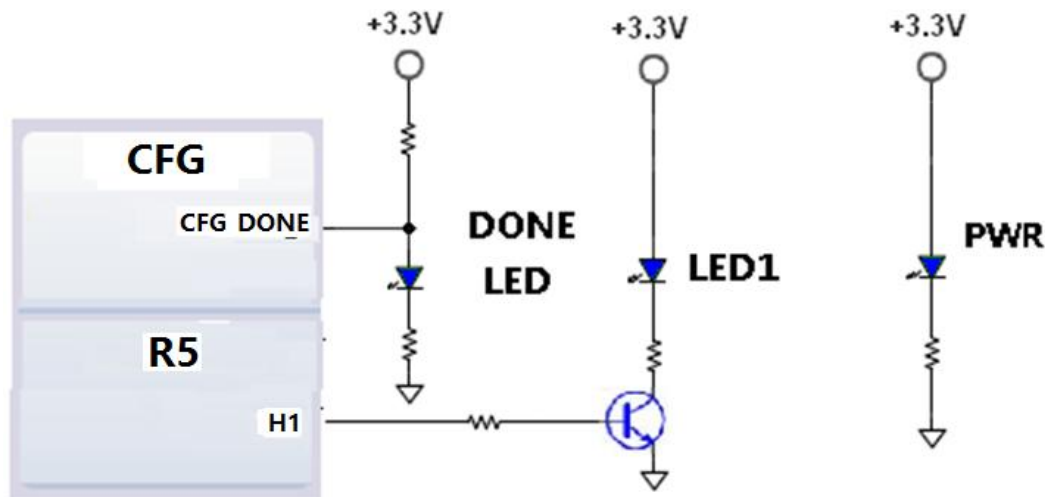 +3.3V
+3.3V
+3.3V
CFG
CFG DONE
DONE
LED
LED1
PWR
R5
H1